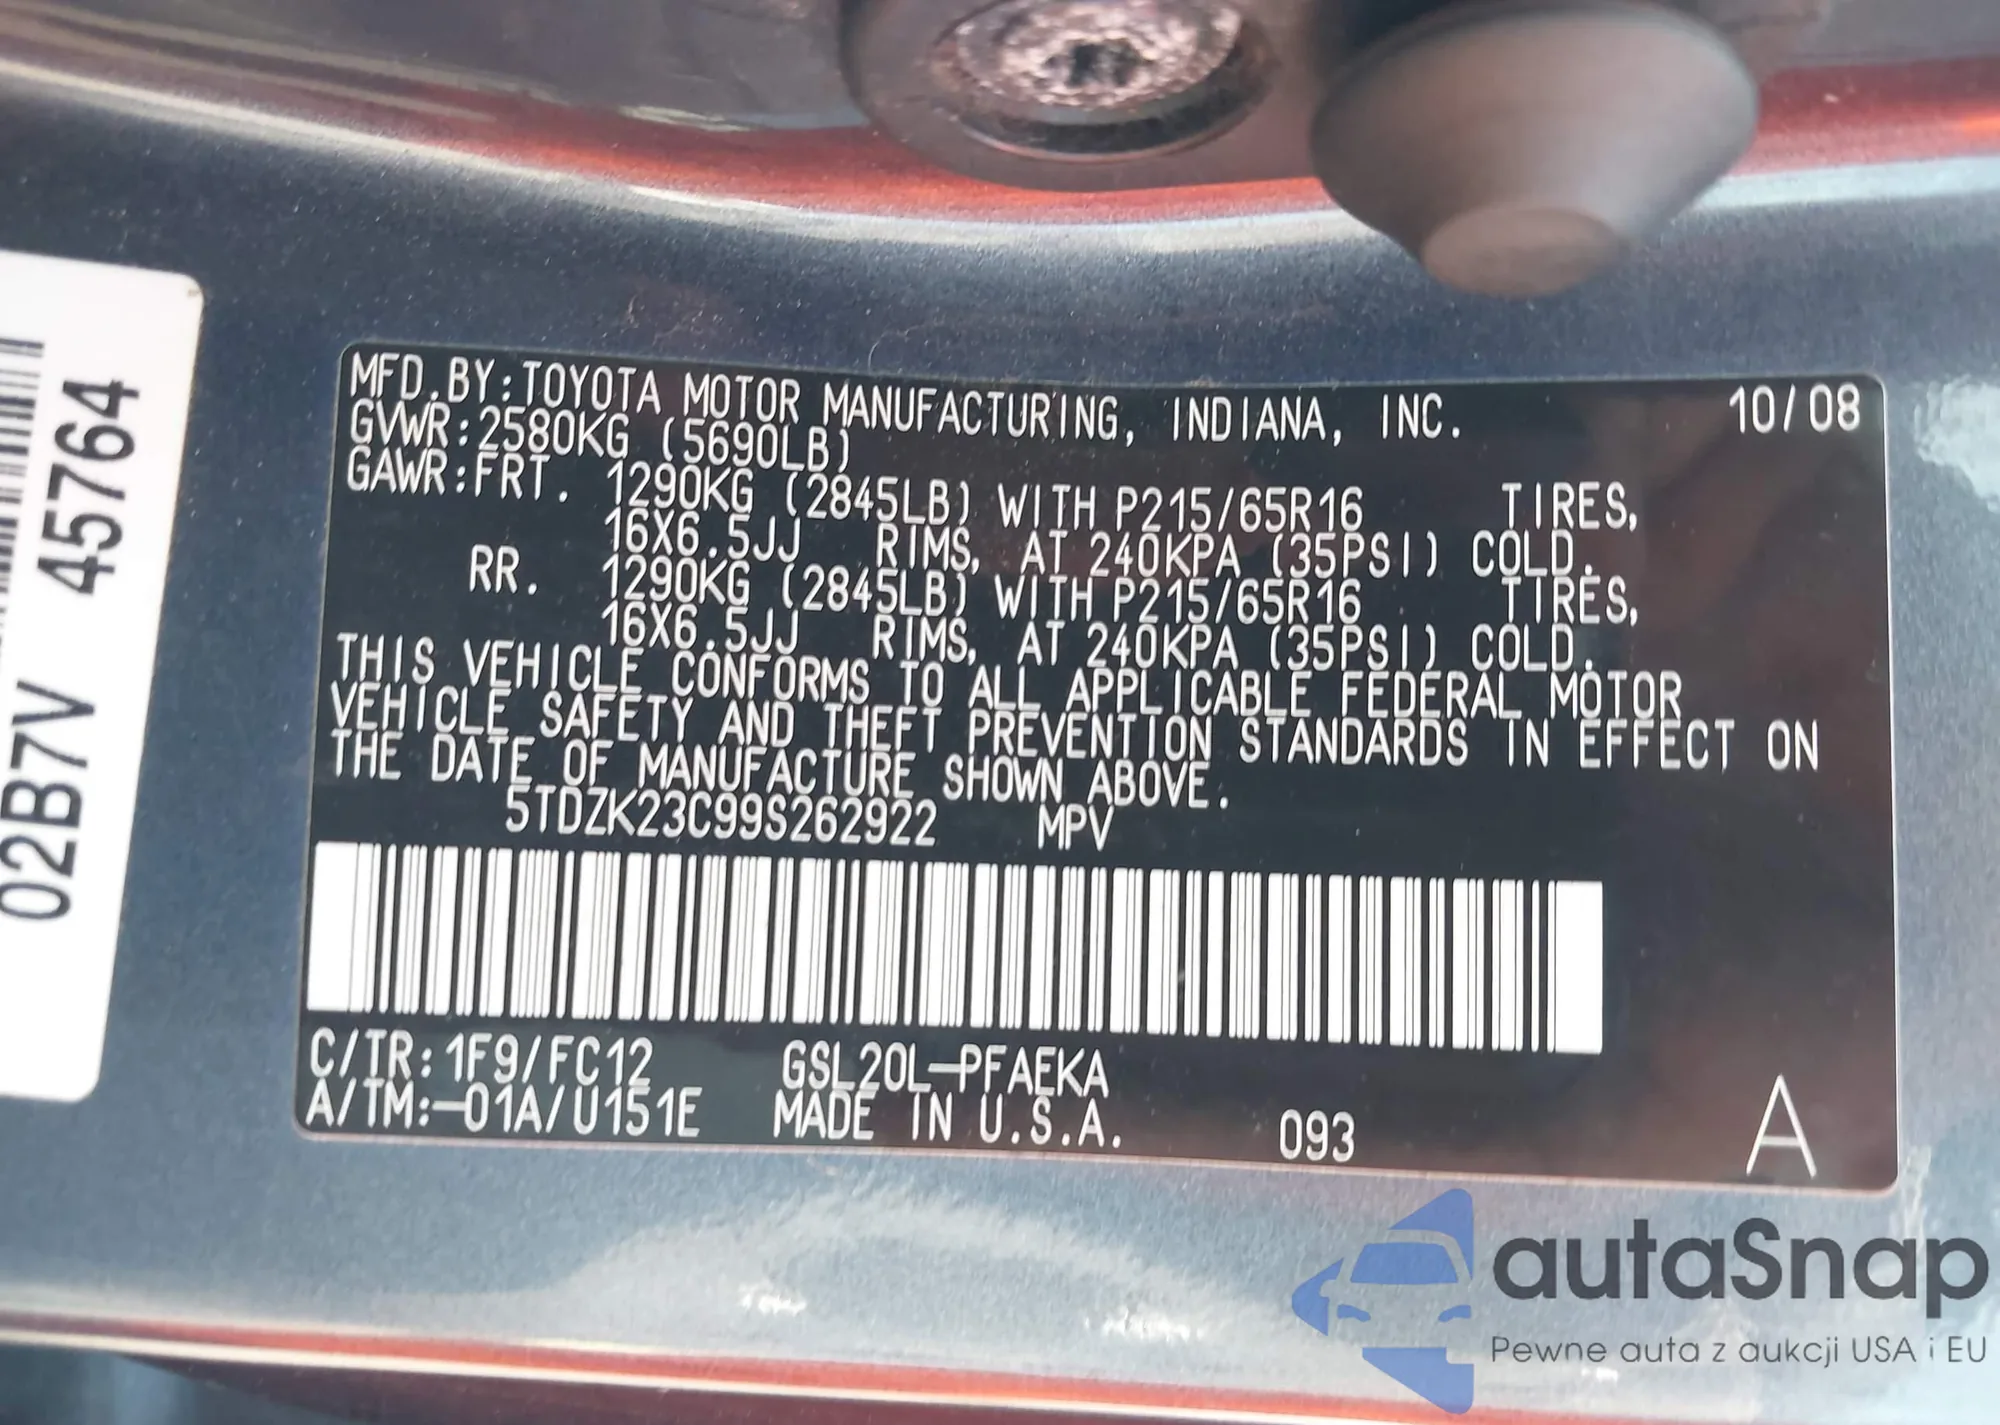 MFD.BY:TOYOTA MOTOR MANUFACTURING, INDIANA, INC. 10/08
GVWR:2580KG (5690LB)
GAWR:FRT. 1290KG (2845LB) WITH P215/65R16 TIRES,
16X6.5JJ RIMS, AT 240KPA (35PSI) COLD.
RR. 1290KG (2845LB) WITH P215/65R16 TIRES,
16X6.5JJ RIMS, AT 240KPA (35PSI) COLD.
THIS VEHICLE CONFORMS TO ALL APPLICABLE FEDERAL MOTOR
VEHICLE SAFETY AND THEFT PREVENTION STANDARDS IN EFFECT ON
THE DATE OF MANUFACTURE SHOWN ABOVE.
5TDZK23C99S262922 MPV
C/TR:1F9/FC12 GSL20L-PFAEKA
A/TM:-01A/U151E MADE IN U.S.A. 093 A
02B7V 45764
autaSnap
Pewne auta z aukcji USA i EU